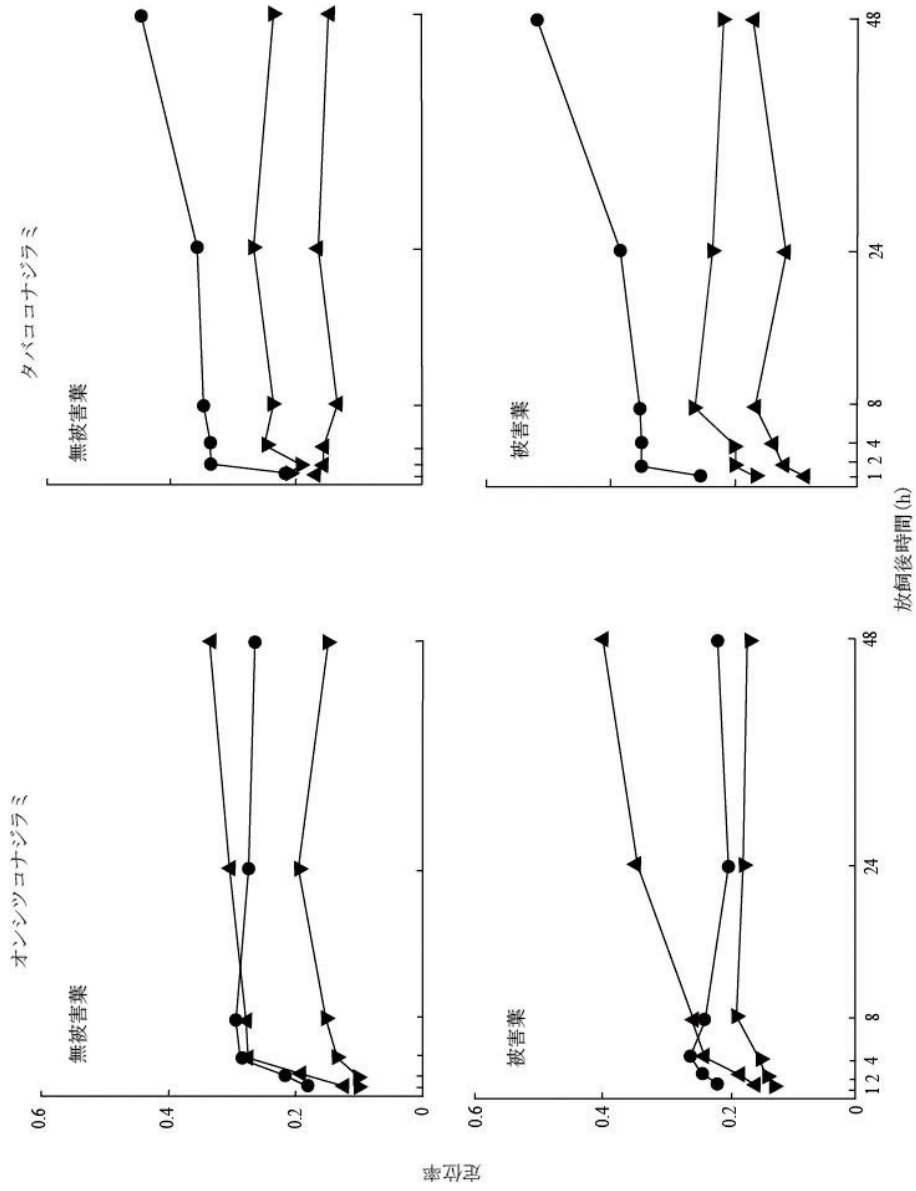 オンシツコナジラミ
タバココナジラミ
0.6
無被害葉
無被害葉
0.4
0.2
0
定位率
0.6
被害葉
被害葉
0.4
0.2
0
1 2 4 8 24 48
1 2 4 8 24 48
放飼後時間(h)